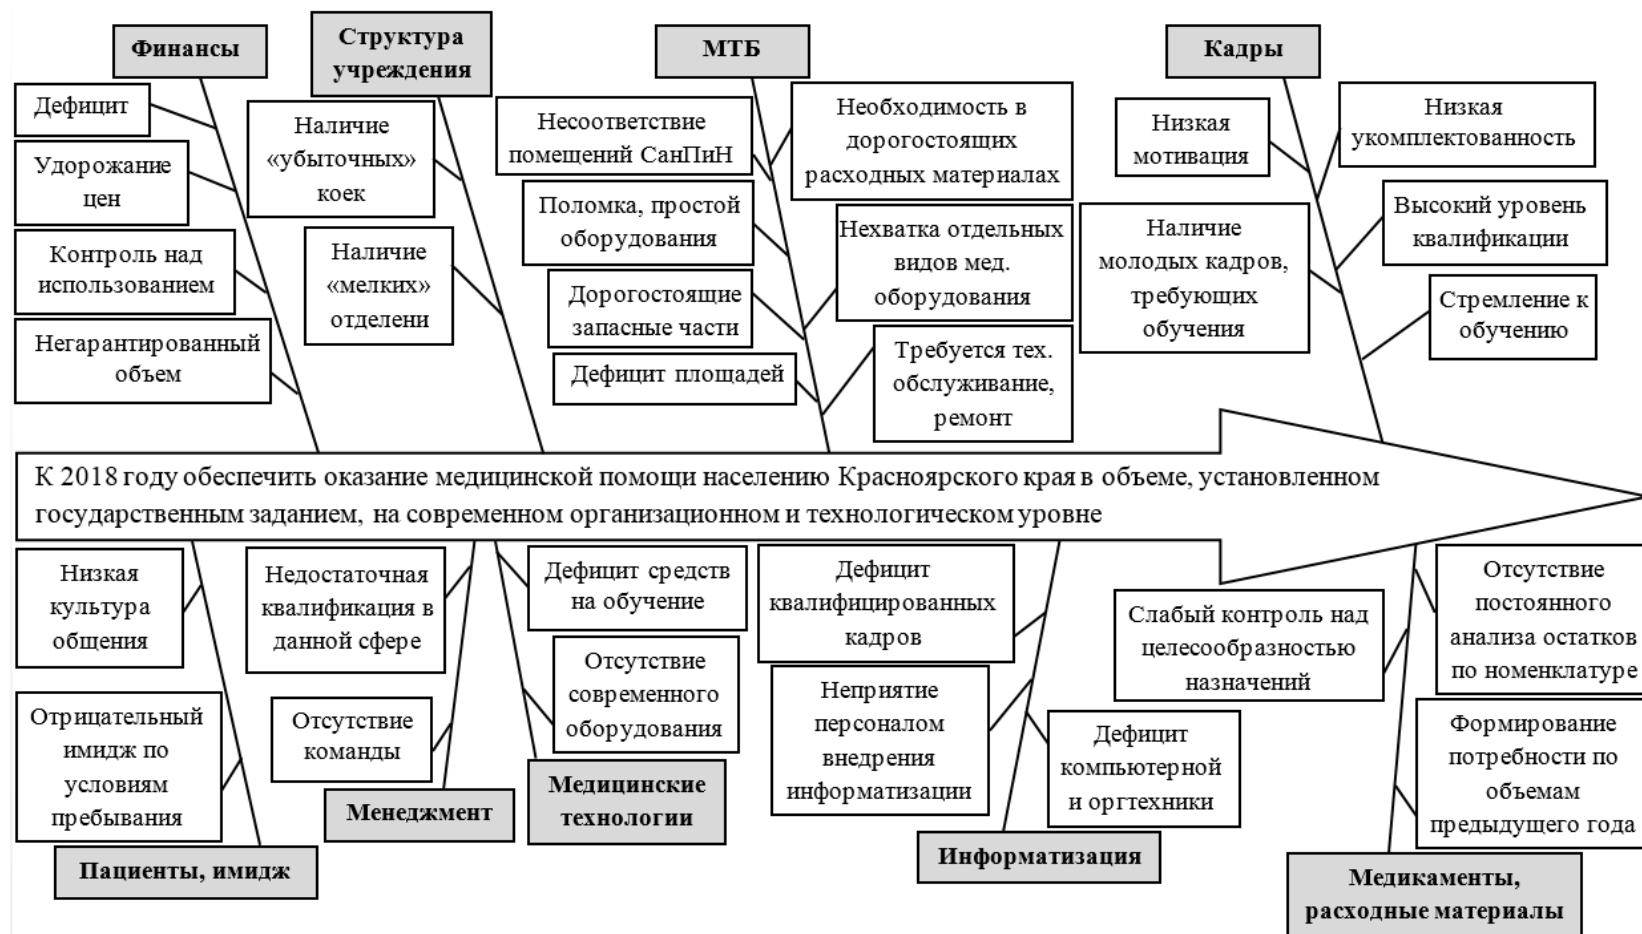 Финансы
Структура
учреждения
МТБ
Кадры
Дефицит
Удорожание
цен
Контроль над
использованием
Негарантированный
объем
Наличие
«убыточных»
коек
Наличие
«мелких»
отделени
Несоответствие
помещений СанПиН
Поломка, простой
оборудования
Дорогостоящие
запасные части
Дефицит площадей
Необходимость в
дорогостоящих
расходных материалах
Нехватка отдельных
видов мед.
оборудования
Требуется тех.
обслуживание,
ремонт
Низкая
мотивация
Наличие
молодых кадров,
требующих
обучения
Низкая
укомплектованность
Высокий уровень
квалификации
Стремление к
обучению
К 2018 году обеспечить оказание медицинской помощи населению Красноярского края в объеме, установленном
государственным заданием, на современном организационном и технологическом уровне
Низкая
культура
общения
Отрицательный
имидж по
условиям
пребывания
Пациенты, имидж
Недостаточная
квалификация в
данной сфере
Отсутствие
команды
Менеджмент
Дефицит средств
на обучение
Отсутствие
современного
оборудования
Медицинские
технологии
Дефицит
квалифицированных
кадров
Неприятие
персоналом
внедрения
информатизации
Дефицит
компьютерной
и оргтехники
Информатизация
Слабый контроль над
целесообразностью
назначений
Отсутствие
постоянного
анализа остатков
по номенклатуре
Формирование
потребности по
объемам
предыдущего года
Медикаменты,
расходные материалы